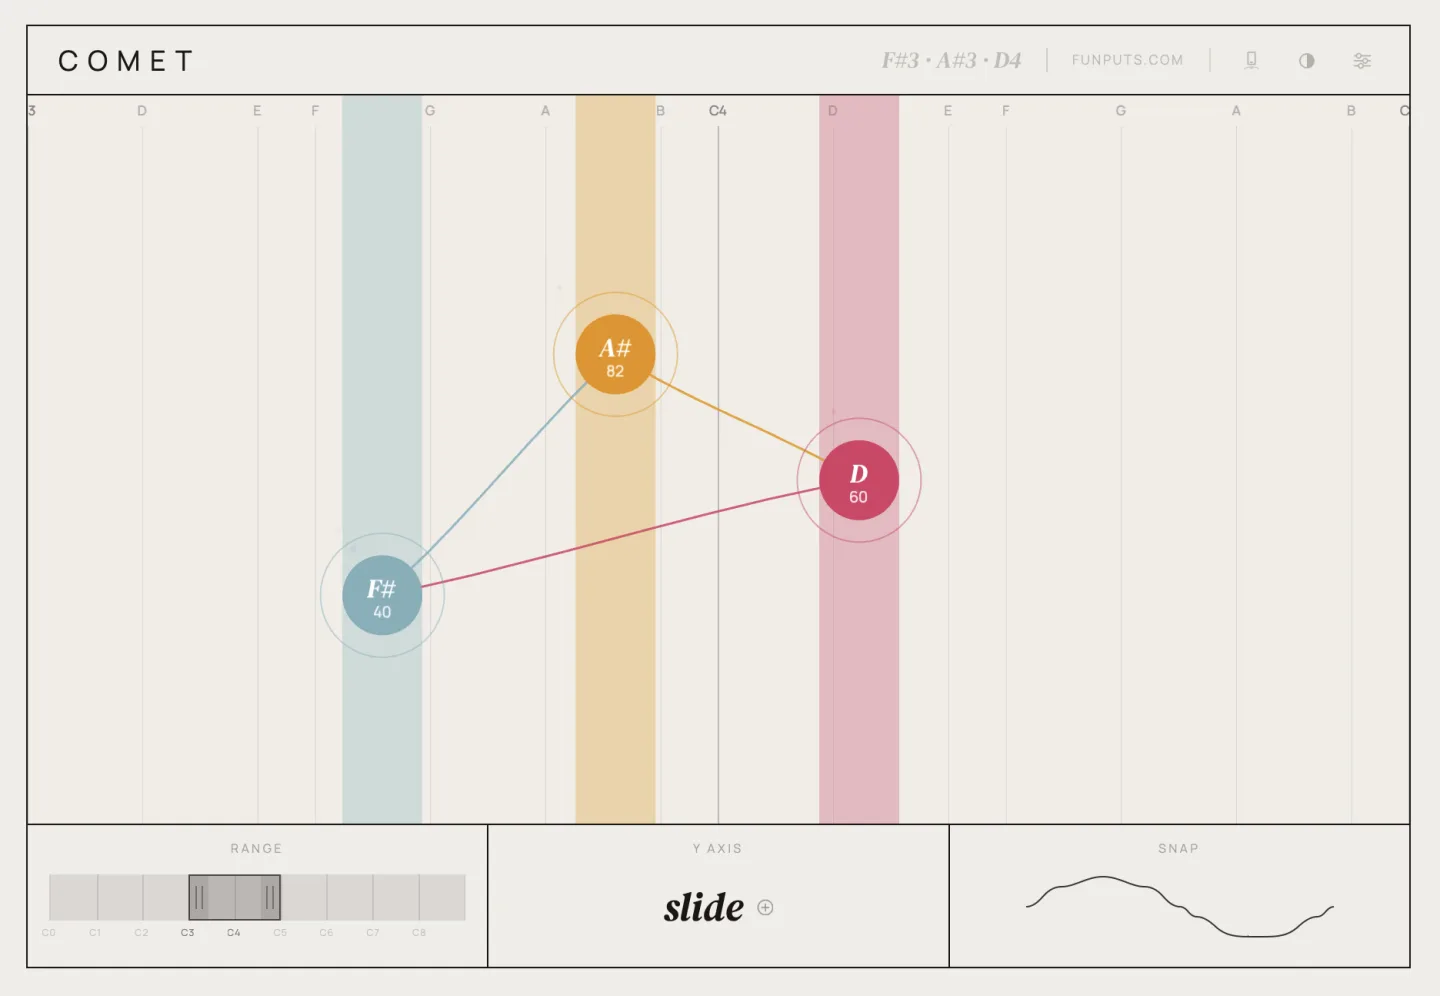 COMET
F#3 · A#3 · D4
FUNPUTS.COM
3 D E F G A B C4 D E F G A B C
A#
82
D
60
F#
40
RANGE
C0 C1 C2 C3 C4 C5 C6 C7 C8
Y AXIS
slide
SNAP